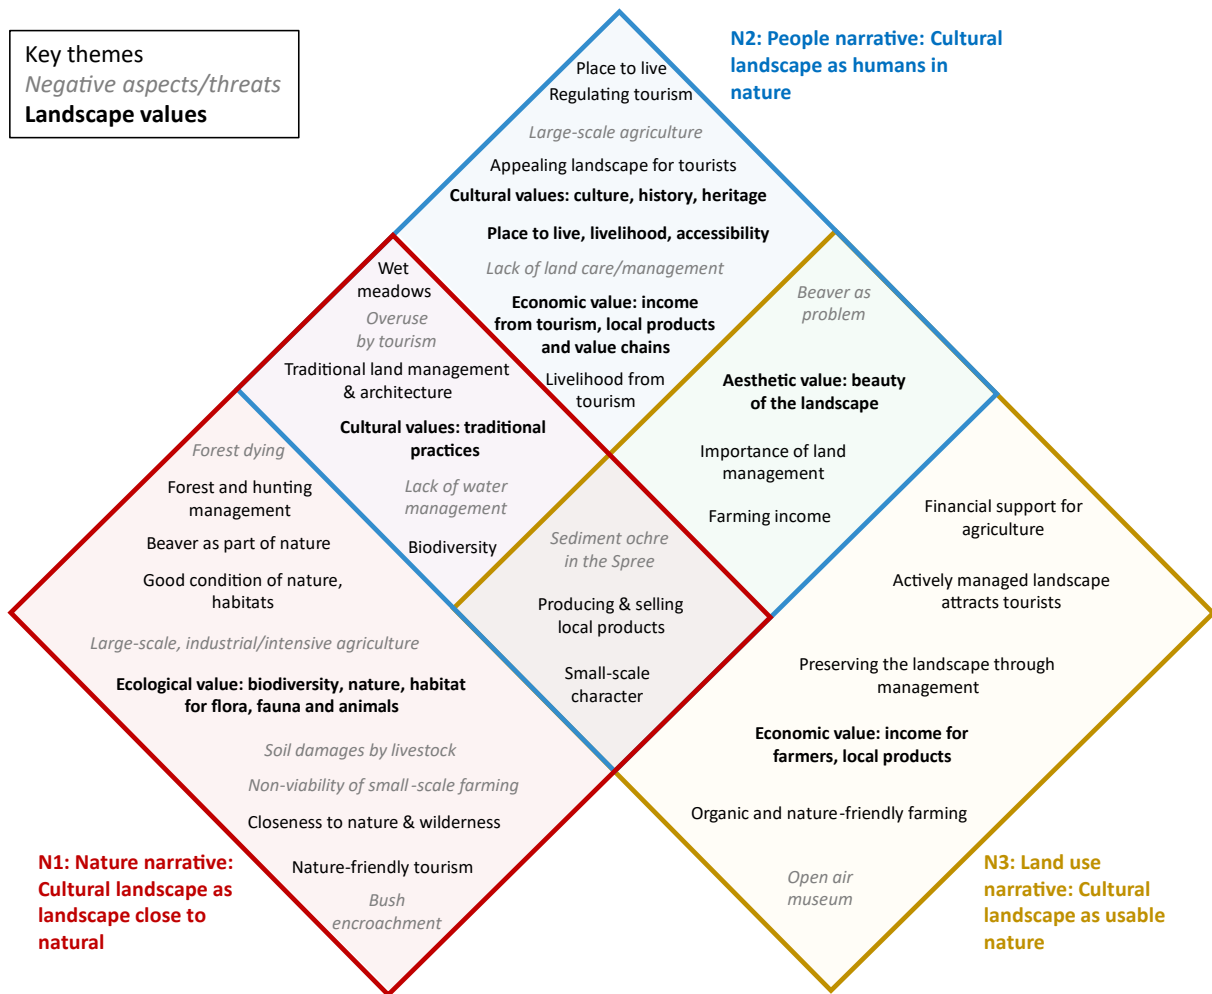 Key themes
Negative aspects/threats
Landscape values
N2: People narrative: Cultural
landscape as humans in
nature
Place to live
Regulating tourism
Large-scale agriculture
Appealing landscape for tourists
Cultural values: culture, history, heritage
Place to live, livelihood, accessibility
Lack of land care/management
Economic value: income
from tourism, local products
and value chains
Livelihood from
tourism
Wet
meadows
Overuse
by tourism
Traditional land management
& architecture
Cultural values: traditional
practices
Lack of water
management
Biodiversity
Beaver as
problem
Aesthetic value: beauty
of the landscape
Importance of land
management
Farming income
Sediment ochre
in the Spree
Producing & selling
local products
Small-scale
character
Forest dying
Forest and hunting
management
Beaver as part of nature
Good condition of nature,
habitats
Large-scale, industrial/intensive agriculture
Ecological value: biodiversity, nature, habitat
for flora, fauna and animals
Soil damages by livestock
Non-viability of small-scale farming
Closeness to nature & wilderness
Nature-friendly tourism
Bush
encroachment
Financial support for
agriculture
Actively managed landscape
attracts tourists
Preserving the landscape through
management
Economic value: income for
farmers, local products
Organic and nature-friendly farming
Open air
museum
N1: Nature narrative:
Cultural landscape as
landscape close to
natural
N3: Land use
narrative: Cultural
landscape as usable
nature